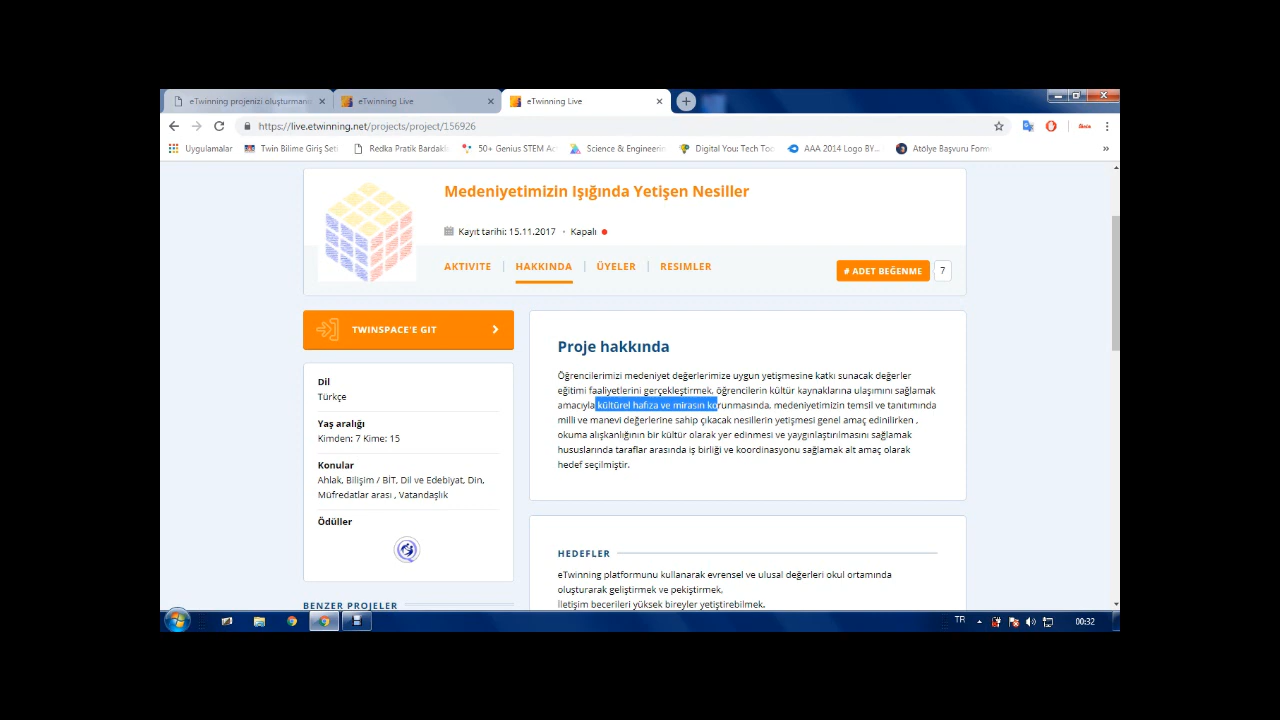 eTwinning projenizi oluşturmanız
eTwinning Live
eTwinning Live
https://live.etwinning.net/projects/project/156926
Uygulamalar
Twin Bilime Giriş Seti
Redka Pratik Bardakl
50+ Genius STEM Ac
Science & Engineerin
Digital You: Tech Too
AAA 2014 Logo BY...
Atölye Başvuru Form
»
Medeniyetimizin Işığında Yetişen Nesiller
Kayıt tarihi: 15.11.2017 • Kapalı
AKTIVITE | HAKKINDA | ÜYELER | RESIMLER
# ADET BEĞENME 7
TWINSPACE'E GIT
Dil
Türkçe
Yaş aralığı
Kimden: 7 Kime: 15
Konular
Ahlak, Bilişim / BİT, Dil ve Edebiyat, Din,
Müfredatlar arası , Vatandaşlık
Ödüller
BENZER PROJELER
Proje hakkında
Öğrencilerimizi medeniyet değerlerimize uygun yetişmesine katkı sunacak değerler
eğitimi faaliyetlerini gerçekleştirmek. öğrencilerin kültür kaynaklarına ulaşımını sağlamak
amacıyla kültürel hafıza ve mirasın korunmasında, medeniyetimizin temsil ve tanıtımında
milli ve manevi değerlerine sahip çıkacak nesillerin yetişmesi genel amaç edinilirken ,
okuma alışkanlığının bir kültür olarak yer edinmesi ve yaygınlaştırılmasını sağlamak
hususlarında taraflar arasında iş birliği ve koordinasyonu sağlamak alt amaç olarak
hedef seçilmiştir.
HEDEFLER
eTwinning platformunu kullanarak evrensel ve ulusal değerleri okul ortamında
oluşturarak geliştirmek ve pekiştirmek,
İletişim becerileri yüksek bireyler yetiştirebilmek.
TR
00:32